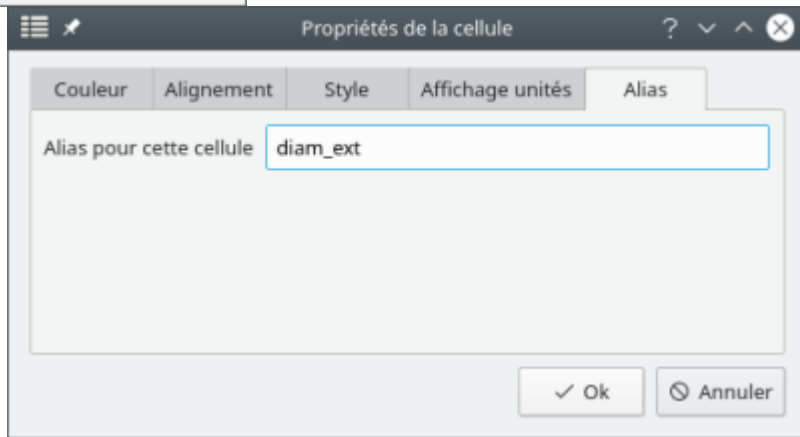 Propriétés de la cellule
Couleur Alignement Style Affichage unités Alias
Alias pour cette cellule diam_ext
Ok Annuler